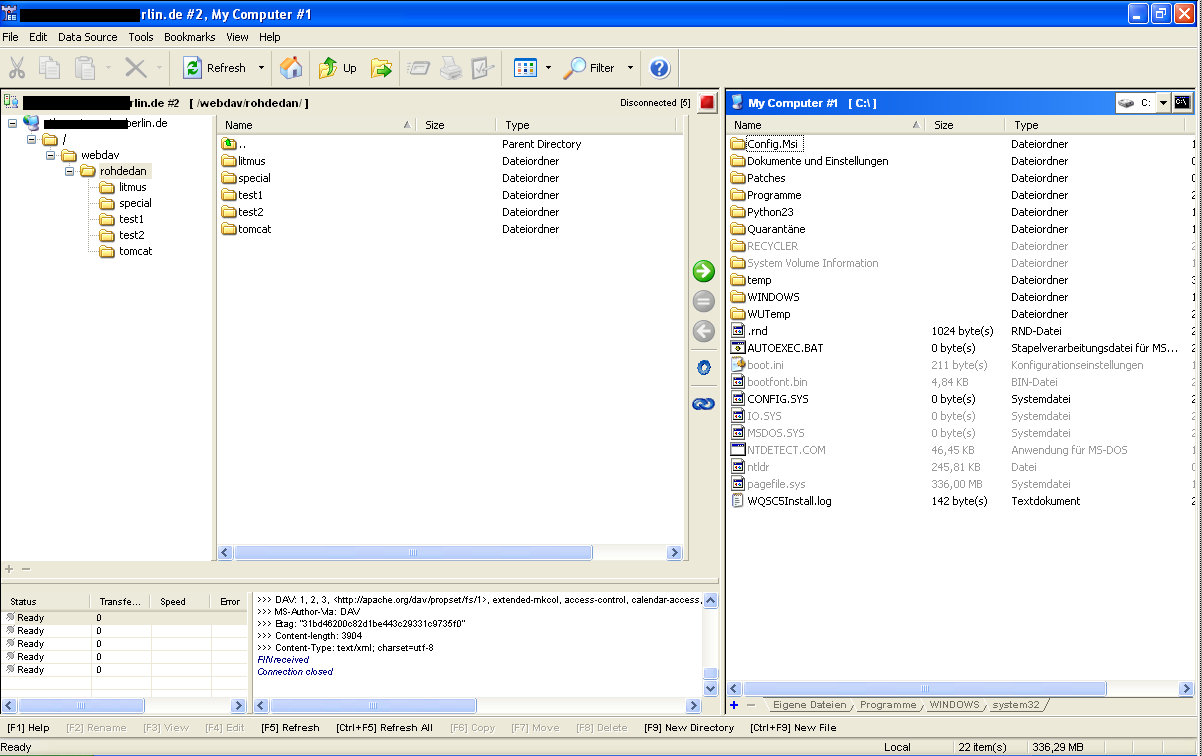 rlin.de #2, My Computer #1
File Edit Data Source Tools Bookmarks View Help
Refresh Up Filter
rlin.de #2 [ /webdav/rohdedan/ ] Disconnected [5]
erlin.de
/
webdav
rohdedan
litmus
special
test1
test2
tomcat
Name Size Type
.. Parent Directory
litmus Dateiordner
special Dateiordner
test1 Dateiordner
test2 Dateiordner
tomcat Dateiordner
My Computer #1 [ C:\ ] C:
Name Size Type
Config.Msi Dateiordner
Dokumente und Einstellungen Dateiordner
Patches Dateiordner
Programme Dateiordner
Python23 Dateiordner
Quarantäne Dateiordner
RECYCLER Dateiordner
System Volume Information Dateiordner
temp Dateiordner
WINDOWS Dateiordner
WUTemp Dateiordner
.rnd 1024 byte(s) RND-Datei
AUTOEXEC.BAT 0 byte(s) Stapelverarbeitungsdatei für MS...
boot.ini 211 byte(s) Konfigurationseinstellungen
bootfont.bin 4,84 KB BIN-Datei
CONFIG.SYS 0 byte(s) Systemdatei
IO.SYS 0 byte(s) Systemdatei
MSDOS.SYS 0 byte(s) Systemdatei
NTDETECT.COM 46,45 KB Anwendung für MS-DOS
ntldr 245,81 KB Datei
pagefile.sys 336,00 MB Systemdatei
WQSC5Install.log 142 byte(s) Textdokument
Eigene Dateien Programme WINDOWS system32
Status Transfe... Speed Error
Ready 0
Ready 0
Ready 0
Ready 0
Ready 0
>>> DAV: 1, 2, 3, <http://apache.org/dav/propset/fs/1>, extended-mkcol, access-control, calendar-access,
>>> MS-Author-Via: DAV
>>> Etag: "31bd46200c82d1be443c29331c9735f0"
>>> Content-length: 3904
>>> Content-Type: text/xml; charset=utf-8
FIN received
Connection closed
[F1] Help [F2] Rename [F3] View [F4] Edit [F5] Refresh [Ctrl+F5] Refresh All [F6] Copy [F7] Move [F8] Delete [F9] New Directory [Ctrl+F9] New File
Ready Local 22 item(s) 336,29 MB